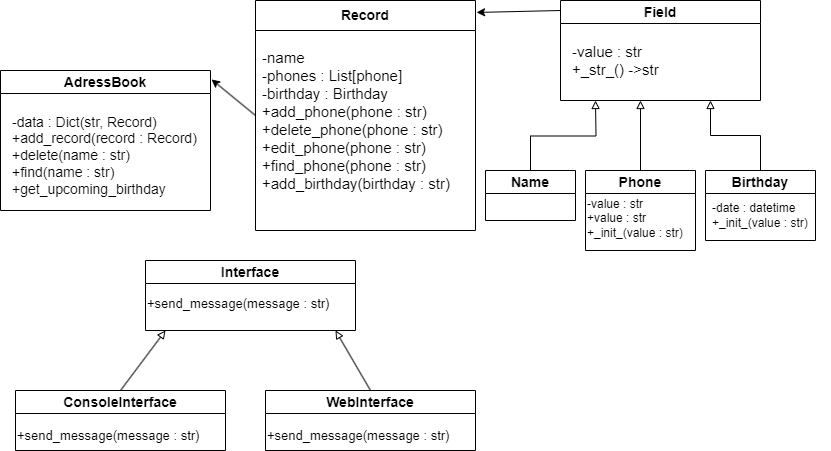 Record
-name
-phones : List[phone]
-birthday : Birthday
+add_phone(phone : str)
+delete_phone(phone : str)
+edit_phone(phone : str)
+find_phone(phone : str)
+add_birthday(birthday : str)
Field
-value : str
+_str_() ->str
AdressBook
-data : Dict(str, Record)
+add_record(record : Record)
+delete(name : str)
+find(name : str)
+get_upcoming_birthday
Name
Phone
-value : str
+value : str
+_init_(value : str)
Birthday
-date : datetime
+_init_(value : str)
Interface
+send_message(message : str)
ConsoleInterface
+send_message(message : str)
WebInterface
+send_message(message : str)